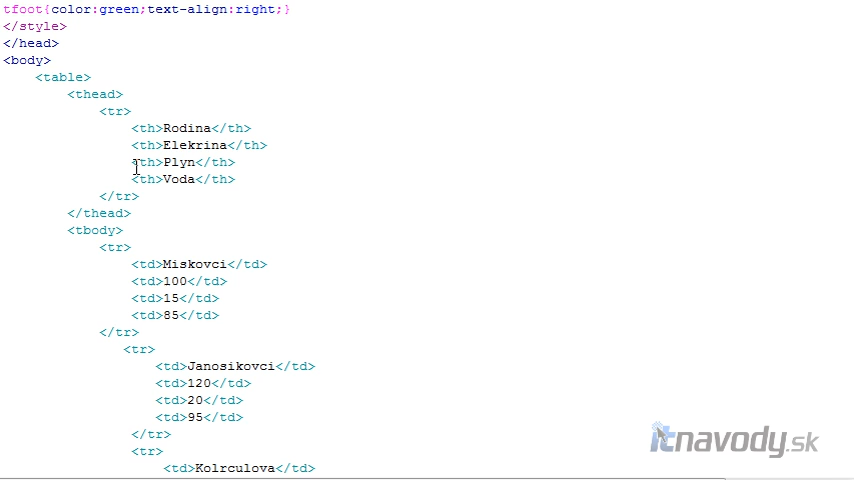 tfoot{color:green;text-align:right;}
</style>
</head>
<body>
<table>
<thead>
<tr>
<th>Rodina</th>
<th>Elekrina</th>
<th>Plyn</th>
<th>Voda</th>
</tr>
</thead>
<tbody>
<tr>
<td>Miskovci</td>
<td>100</td>
<td>15</td>
<td>85</td>
</tr>
<tr>
<td>Janosikovci</td>
<td>120</td>
<td>20</td>
<td>95</td>
</tr>
<tr>
<td>Kolrculova</td>
itnavody.sk